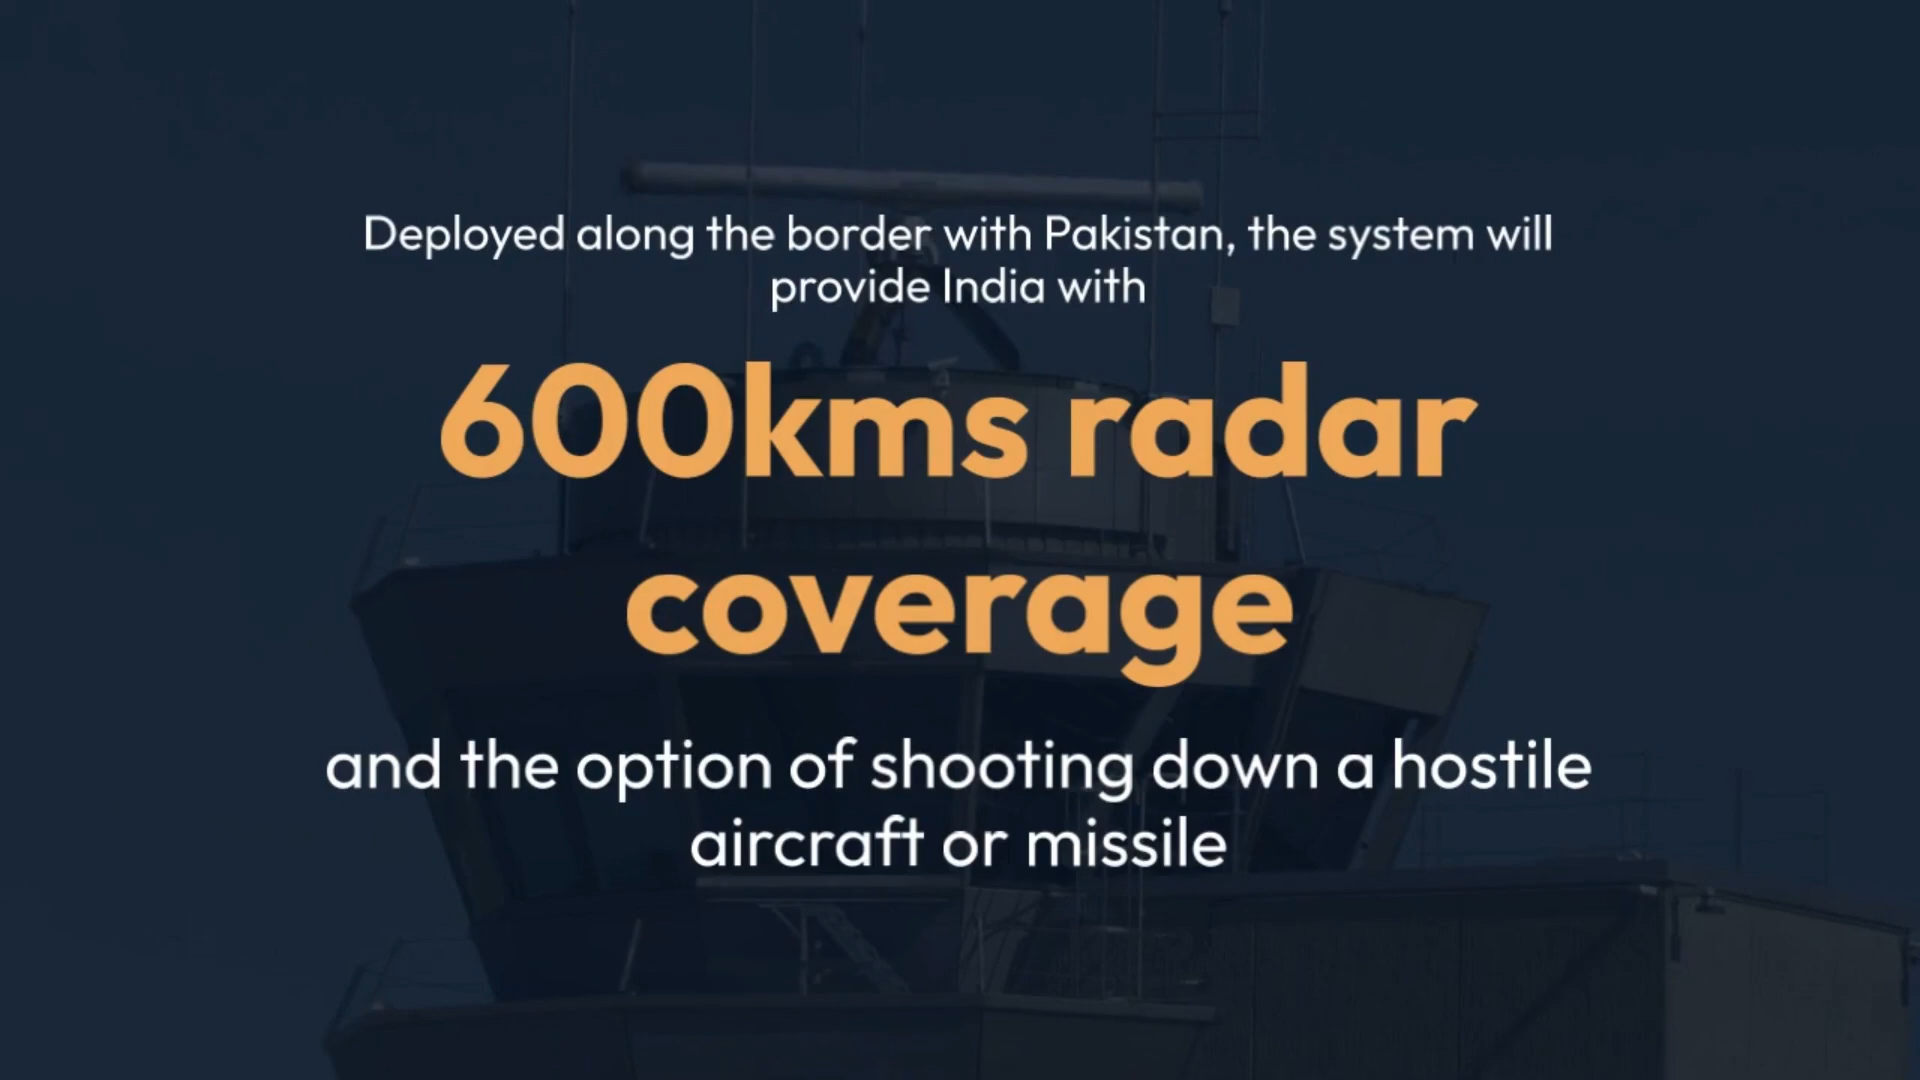 Deployed along the border with Pakistan, the system will
provide India with
600kms radar
coverage
and the option of shooting down a hostile
aircraft or missile